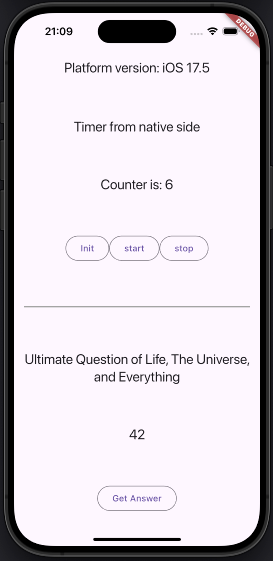 21:09
DEBUG
Platform version: iOS 17.5
Timer from native side
Counter is: 6
Init start stop
Ultimate Question of Life, The Universe,
and Everything
42
Get Answer